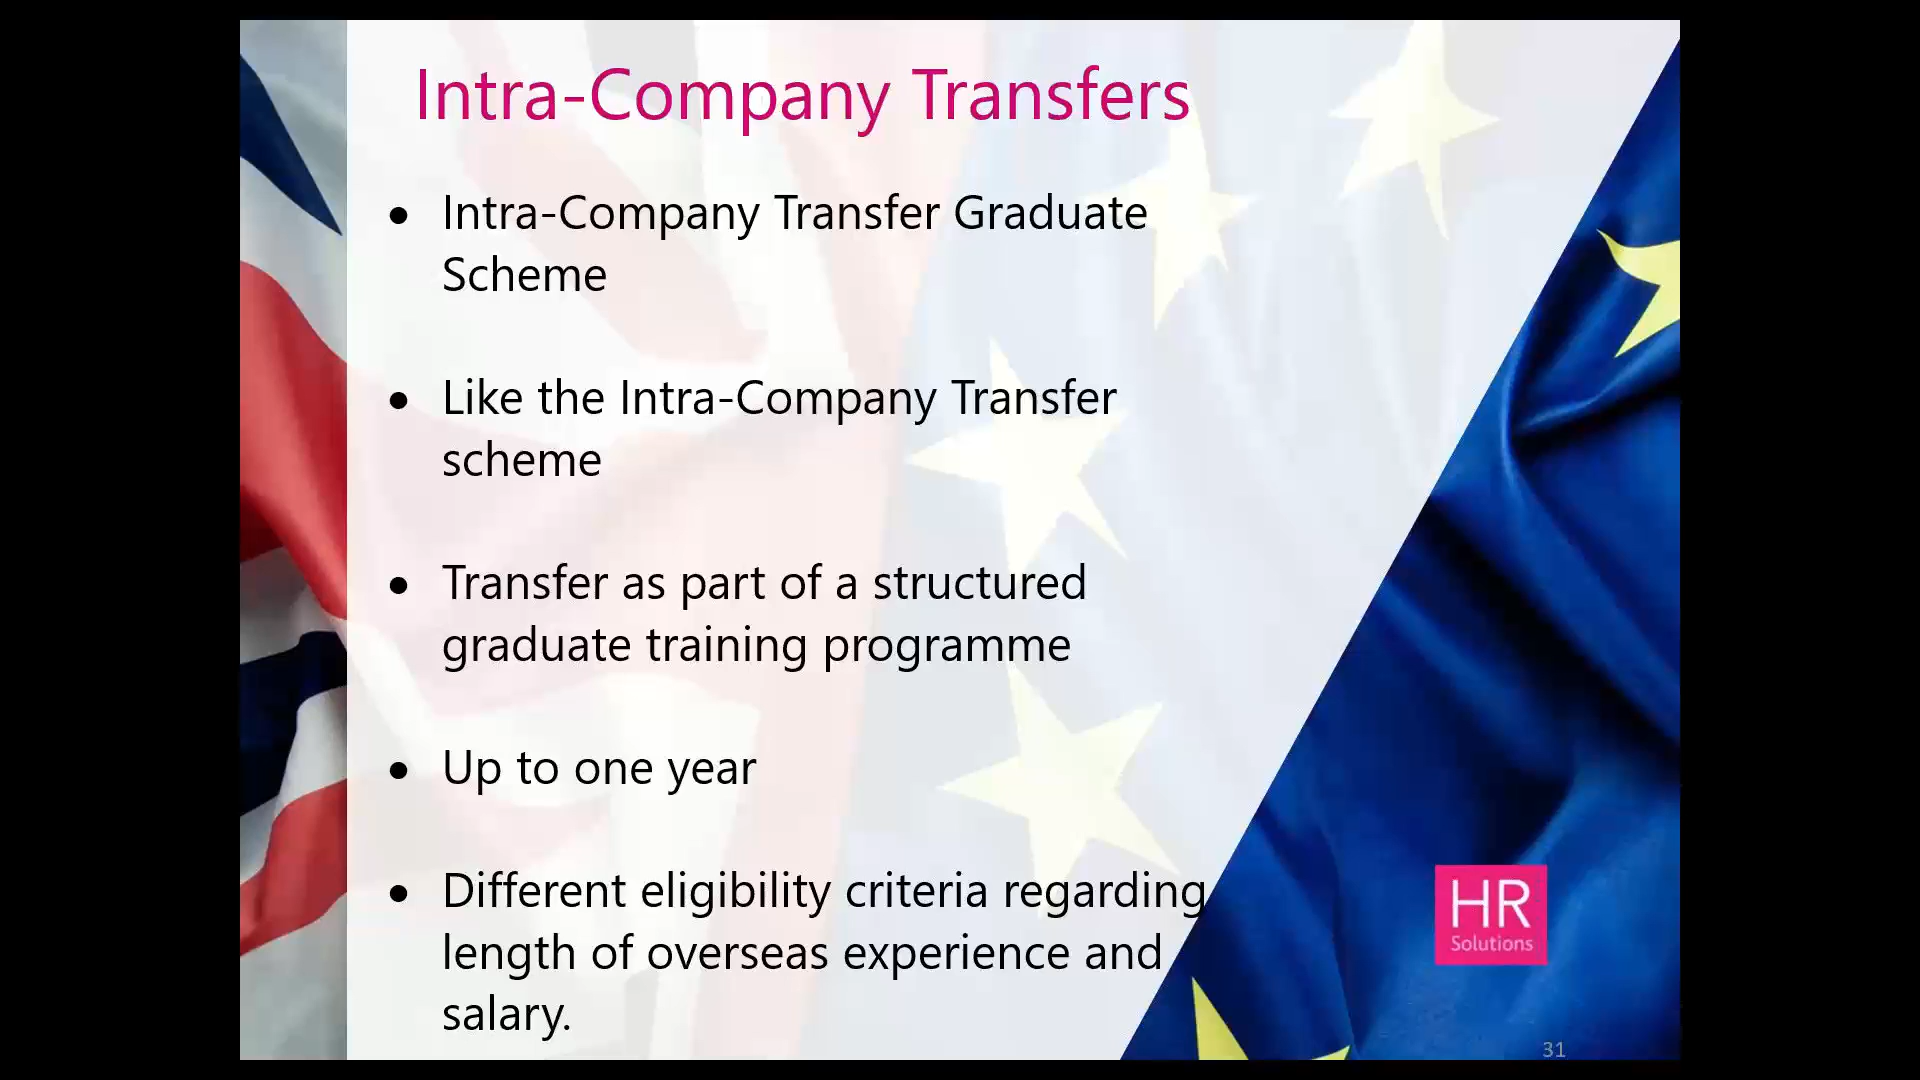 Intra-Company Transfers
• Intra-Company Transfer Graduate
Scheme
• Like the Intra-Company Transfer
scheme
• Transfer as part of a structured
graduate training programme
• Up to one year
• Different eligibility criteria regarding
length of overseas experience and
salary.
HR
Solutions
31